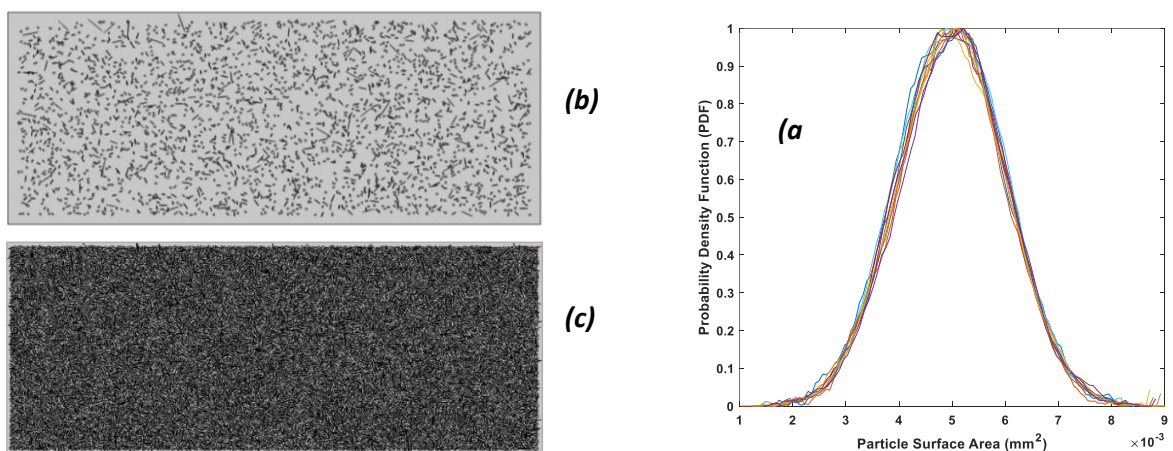 (b)
(c)
(a
Probability Density Function (PDF)
1
0.9
0.8
0.7
0.6
0.5
0.4
0.3
0.2
0.1
0
1 2 3 4 5 6 7 8 9
×10⁻³
Particle Surface Area (mm²)